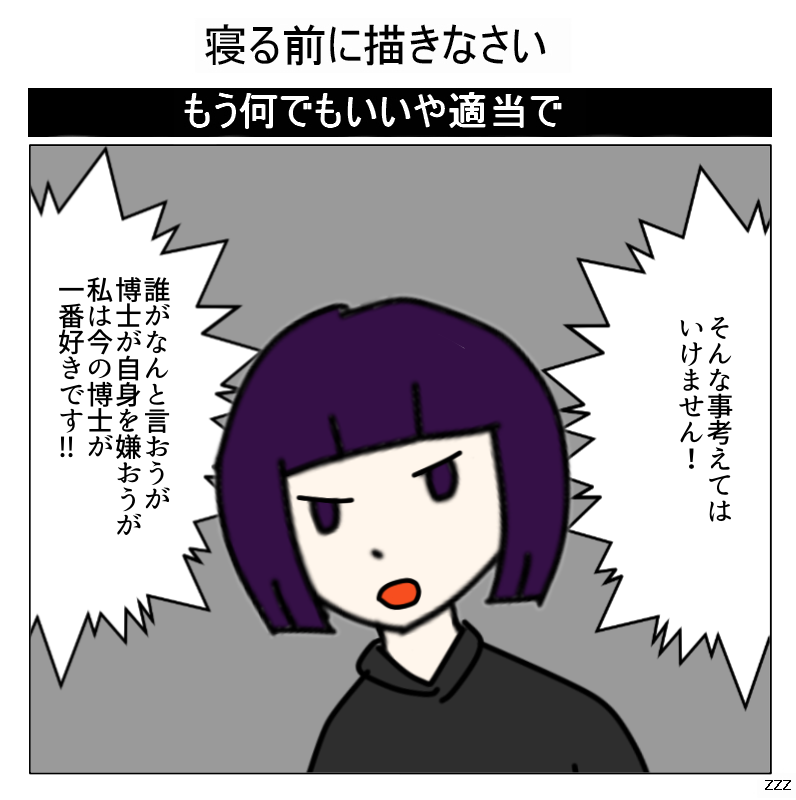 寝る前に描きなさい
もう何でもいいや適当で
そんな事考えては
いけません!
誰がなんと言おうが
博士が自身を嫌おうが
私は今の博士が
一番好きです!!
zzz